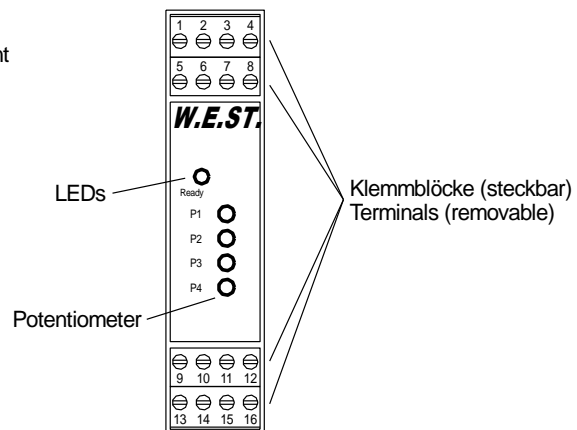 1 2 3 4
nt
5 6 7 8
W.E.ST.
LEDs
Ready
Klemmblöcke (steckbar)
Terminals (removable)
P1
P2
P3
P4
Potentiometer
9 10 11 12
13 14 15 16